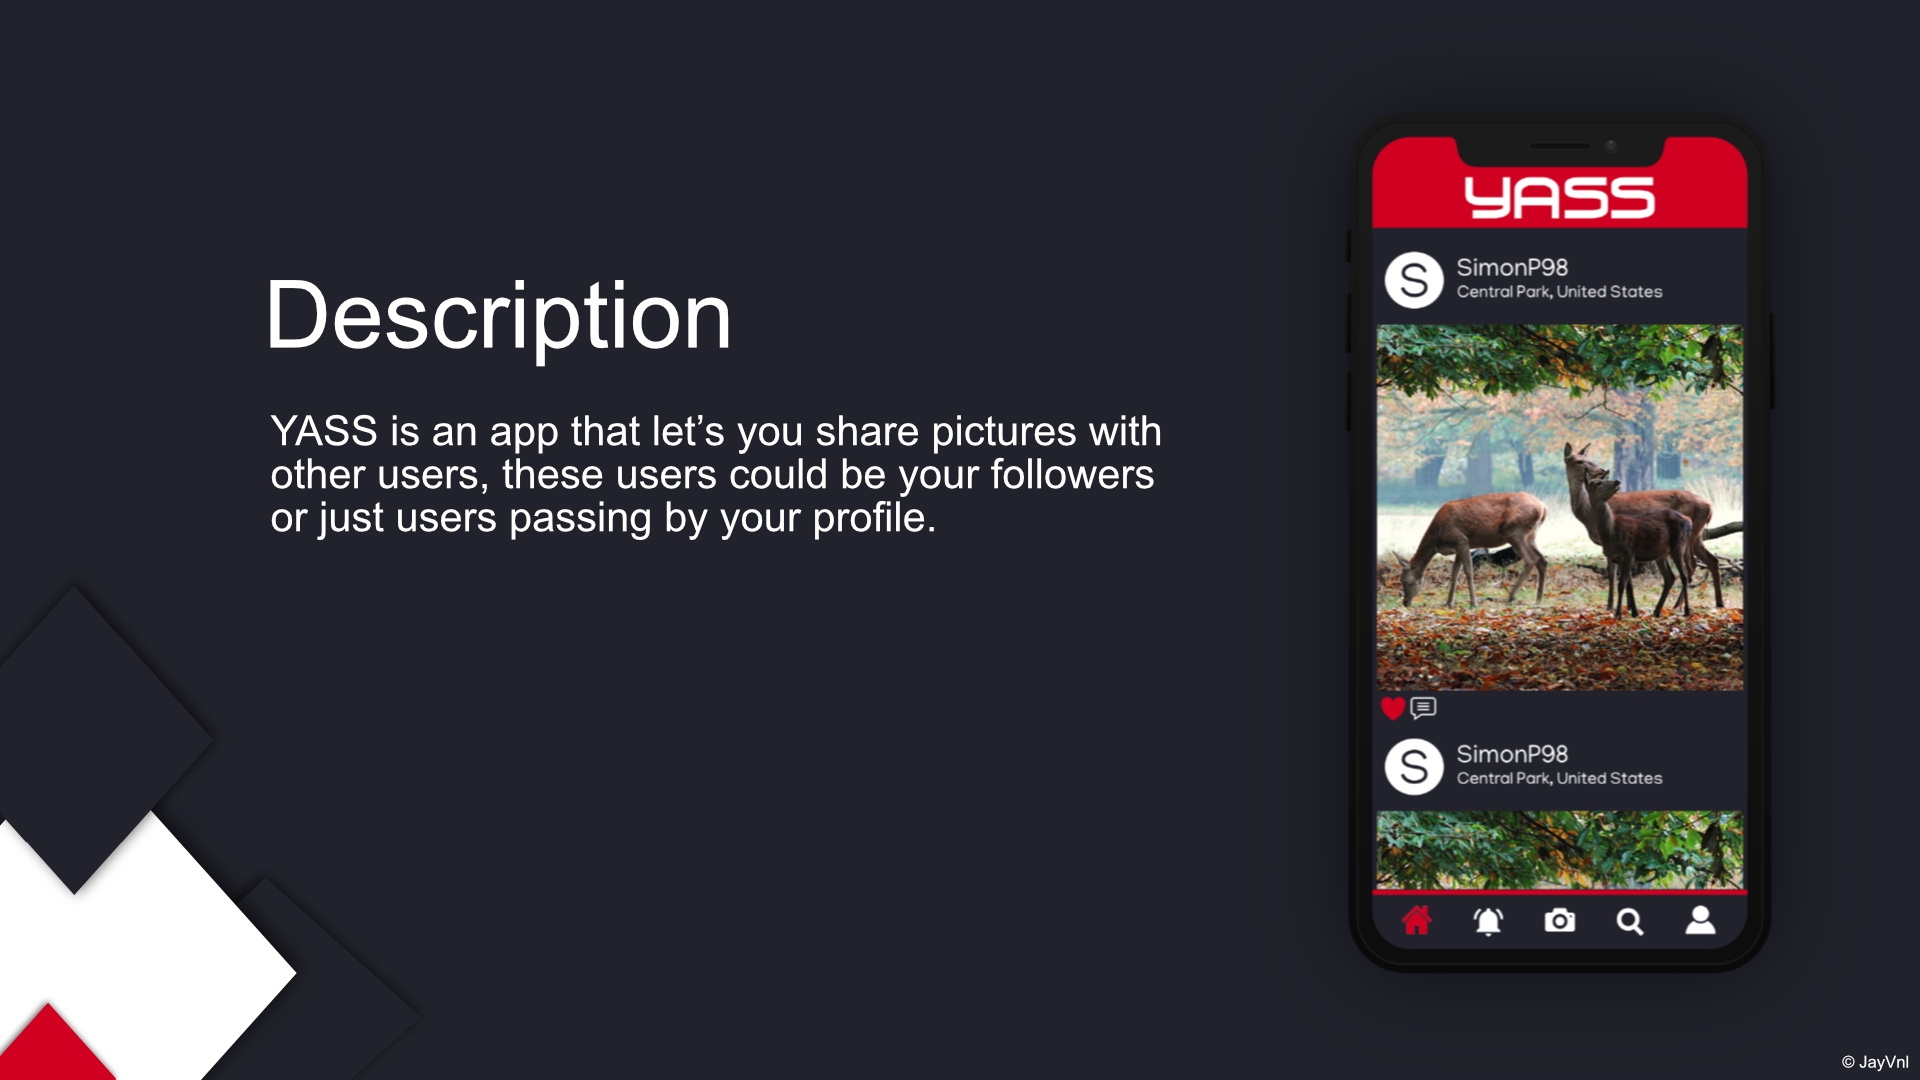 Description
YASS is an app that let’s you share pictures with
other users, these users could be your followers
or just users passing by your profile.
YASS
S
SimonP98
Central Park, United States
S
SimonP98
Central Park, United States
© JayVnl